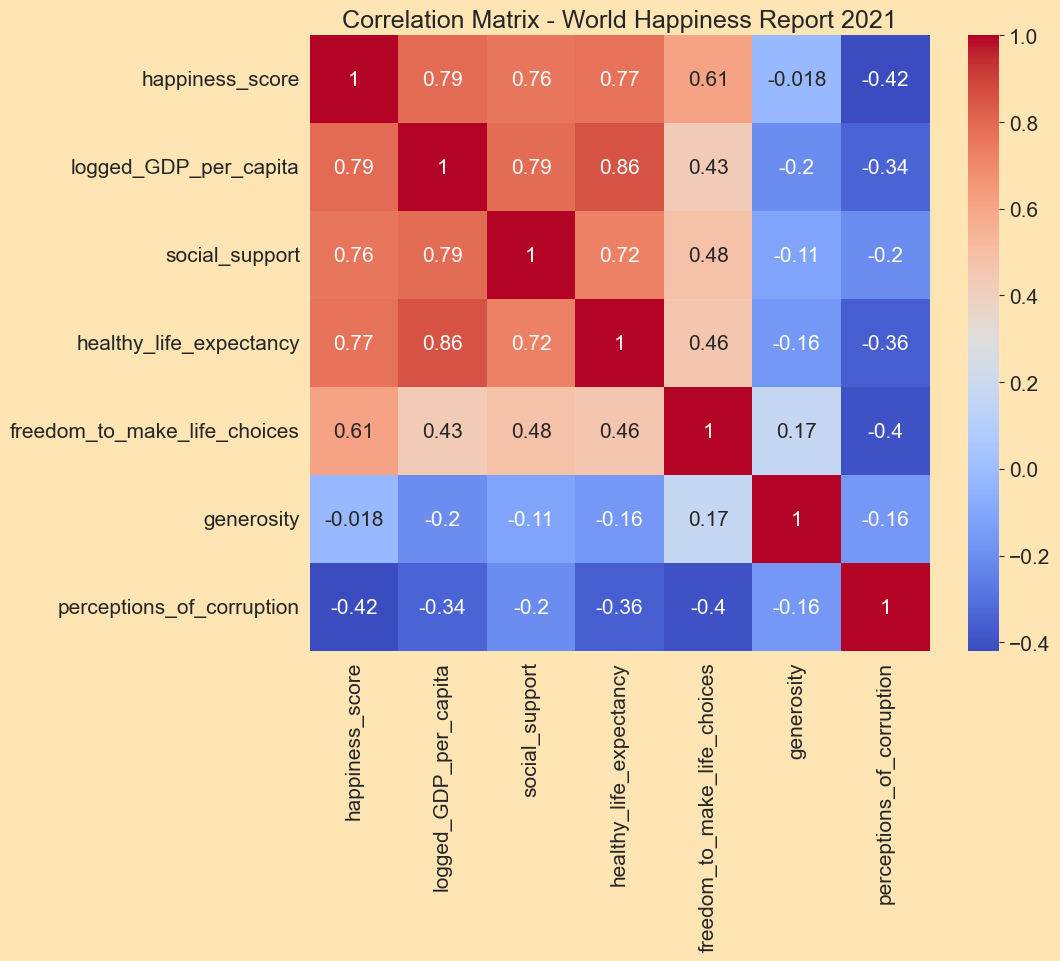 Correlation Matrix - World Happiness Report 2021
happiness_score 1 0.79 0.76 0.77 0.61 -0.018 -0.42
logged_GDP_per_capita 0.79 1 0.79 0.86 0.43 -0.2 -0.34
social_support 0.76 0.79 1 0.72 0.48 -0.11 -0.2
healthy_life_expectancy 0.77 0.86 0.72 1 0.46 -0.16 -0.36
freedom_to_make_life_choices 0.61 0.43 0.48 0.46 1 0.17 -0.4
generosity -0.018 -0.2 -0.11 -0.16 0.17 1 -0.16
perceptions_of_corruption -0.42 -0.34 -0.2 -0.36 -0.4 -0.16 1
happiness_score
logged_GDP_per_capita
social_support
healthy_life_expectancy
freedom_to_make_life_choices
generosity
perceptions_of_corruption
1.0
0.8
0.6
0.4
0.2
0.0
−0.2
−0.4